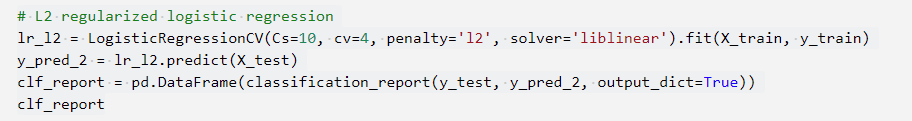 # L2 regularized logistic regression
lr_l2 = LogisticRegressionCV(Cs=10, cv=4, penalty='l2', solver='liblinear').fit(X_train, y_train)
y_pred_2 = lr_l2.predict(X_test)
clf_report = pd.DataFrame(classification_report(y_test, y_pred_2, output_dict=True))
clf_report